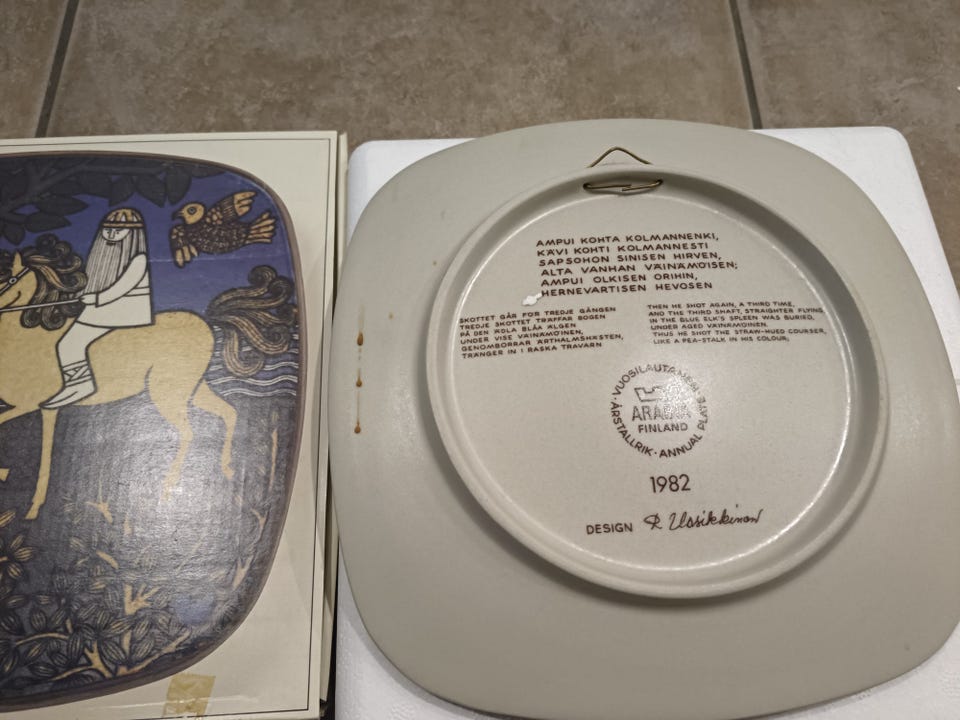 AMPUI KOHTA KOLMANNENKI,
KÄVI KOHTI KOLMANNESTI
SAPSOHON SINISEN HIRVEN,
ALTA VANHAN VÄINÄMÖISEN;
AMPUI OLKISEN ORIHIN,
HERNEVARTISEN HEVOSEN
SKOTTET GÅR FÖR TREDJE GÅNGEN
TREDJE SKOTTET TRÄFFAR BOGEN
PÅ DEN KOLA BLÅA ÄLGEN
UNDER VISE VÄINÄMÖINEN,
GENOMBORRAR ÄRTHALMSHÄSTEN,
TRÄNGER IN I RASKA TRAVARN
THEN HE SHOT AGAIN, A THIRD TIME,
AND THE THIRD SHAFT, STRAIGHTER FLYING
IN THE BLUE ELK'S SPLEEN WAS BURIED,
UNDER AGED VÄINÄMÖINEN.
THUS HE SHOT THE STRAW-HUED COURSER,
LIKE A PEA-STALK IN HIS COLOUR;
VUOSILAUTANEN
ARABIA
FINLAND
ÅRSTALLRIK · ANNUAL PLATE
1982
DESIGN R. Uosikkinen